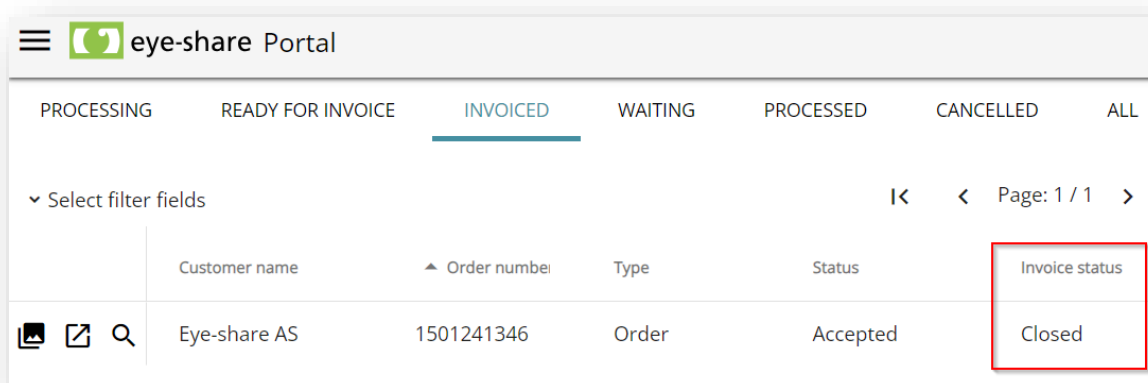 eye-share Portal
PROCESSING READY FOR INVOICE INVOICED WAITING PROCESSED CANCELLED ALL
Select filter fields Page: 1 / 1
Customer name Order number Type Status Invoice status
Eye-share AS 1501241346 Order Accepted Closed